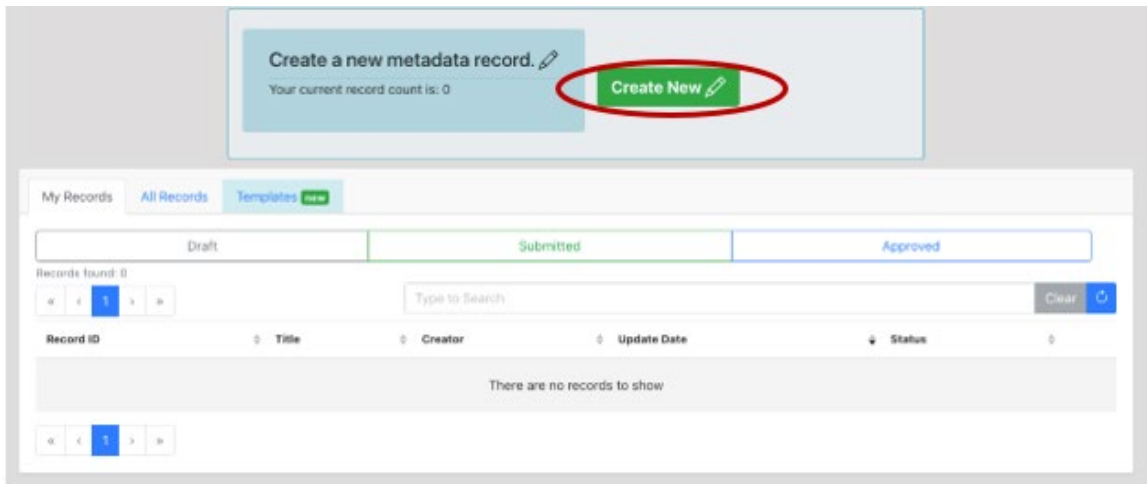 Create a new metadata record.
Your current record count is: 0
Create New
My Records All Records Templates new
Draft Submitted Approved
Records found: 0
« ‹ 1 › »
Type to Search Clear
Record ID Title Creator Update Date Status
There are no records to show
« ‹ 1 › »